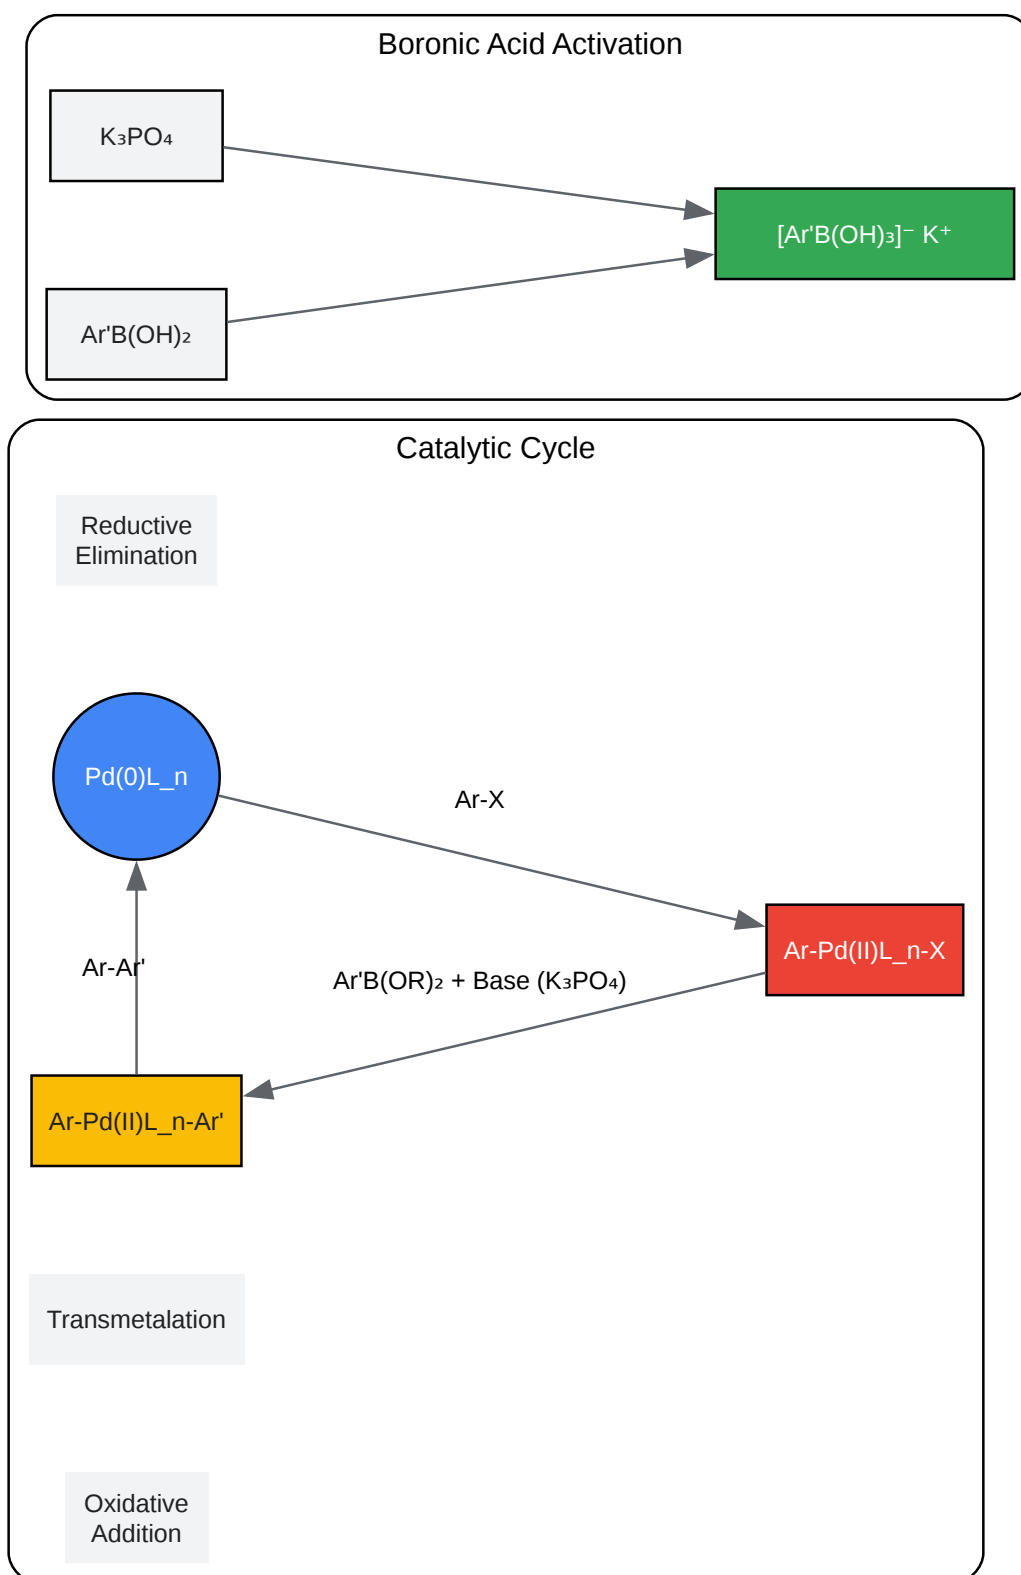 Boronic Acid Activation
K₃PO₄
[Ar'B(OH)₃]⁻ K⁺
Ar'B(OH)₂
Catalytic Cycle
Reductive
Elimination
Pd(0)L_n
Ar-X
Ar-Pd(II)L_n-X
Ar-Ar'
Ar'B(OR)₂ + Base (K₃PO₄)
Ar-Pd(II)L_n-Ar'
Transmetalation
Oxidative
Addition